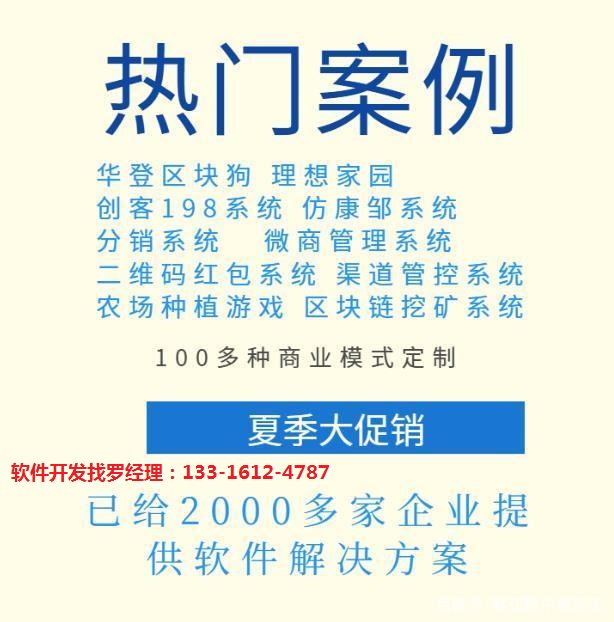 热门案例
华登区块狗 理想家园
创客198系统 仿康邹系统
分销系统 微商管理系统
二维码红包系统 渠道管控系统
农场种植游戏 区块链挖矿系统
100多种商业模式定制
夏季大促销
软件开发找罗经理：133-1612-4787
已给2000多家企业提
供软件解决方案